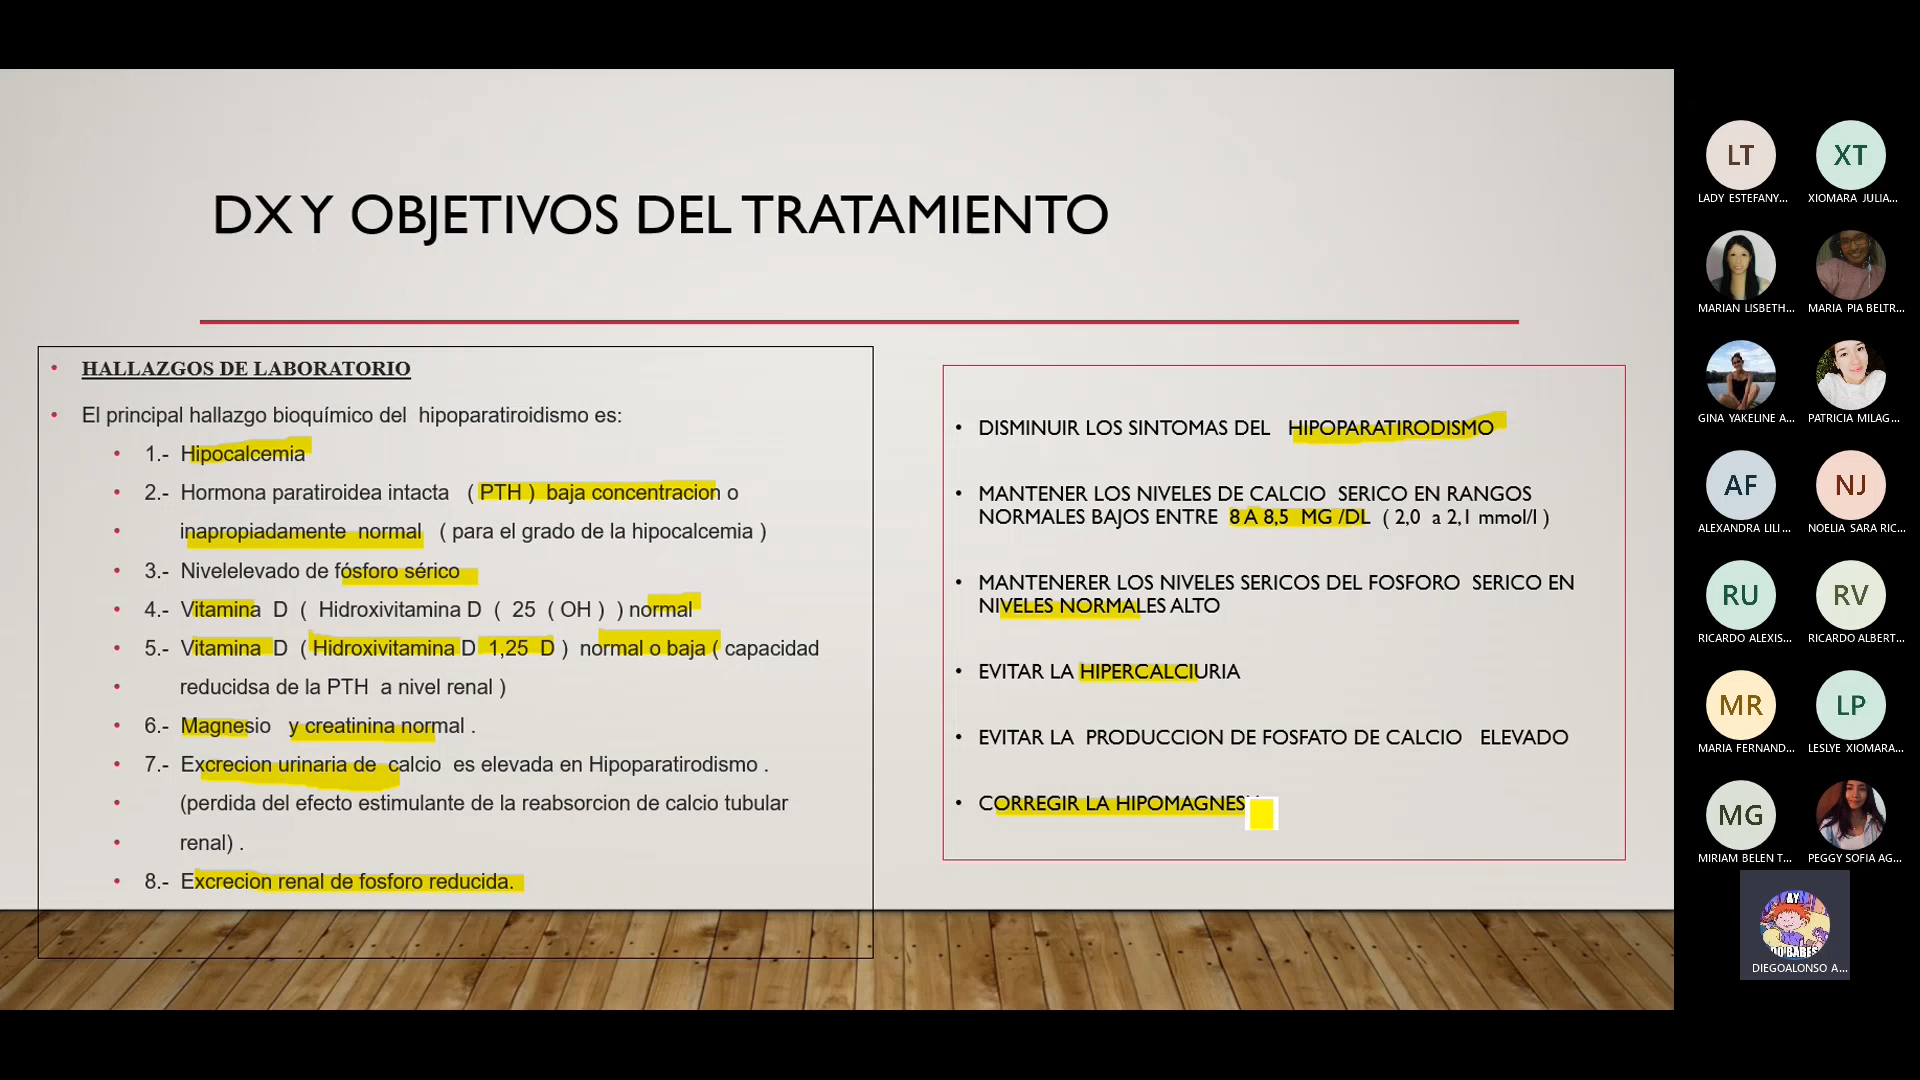 DX Y OBJETIVOS DEL TRATAMIENTO
• HALLAZGOS DE LABORATORIO
• El principal hallazgo bioquímico del hipoparatiroidismo es:
• 1.- Hipocalcemia
• 2.- Hormona paratiroidea intacta ( PTH ) baja concentracion o
• inapropiadamente normal ( para el grado de la hipocalcemia )
• 3.- Nivelelevado de fósforo sérico
• 4.- Vitamina D ( Hidroxivitamina D ( 25 ( OH ) ) normal
• 5.- Vitamina D ( Hidroxivitamina D 1,25 D ) normal o baja ( capacidad
• reducidsa de la PTH a nivel renal )
• 6.- Magnesio y creatinina normal .
• 7.- Excrecion urinaria de calcio es elevada en Hipoparatirodismo .
• (perdida del efecto estimulante de la reabsorcion de calcio tubular
• renal) .
• 8.- Excrecion renal de fosforo reducida.
• DISMINUIR LOS SINTOMAS DEL HIPOPARATIRODISMO
• MANTENER LOS NIVELES DE CALCIO SERICO EN RANGOS
NORMALES BAJOS ENTRE 8 A 8,5 MG /DL ( 2,0 a 2,1 mmol/l )
• MANTENERER LOS NIVELES SERICOS DEL FOSFORO SERICO EN
NIVELES NORMALES ALTO
• EVITAR LA HIPERCALCIURIA
• EVITAR LA PRODUCCION DE FOSFATO DE CALCIO ELEVADO
• CORREGIR LA HIPOMAGNES
LT
LADY ESTEFANY...
XT
XIOMARA JULIA...
MARIAN LISBETH...
MARIA PIA BELTR...
GINA YAKELINE A...
PATRICIA MILAG...
AF
ALEXANDRA LILI ...
NJ
NOELIA SARA RIC...
RU
RICARDO ALEXIS...
RV
RICARDO ALBERT...
MR
MARIA FERNAND...
LP
LESLYE XIOMARA...
MG
MIRIAM BELEN T...
PEGGY SOFIA AG...
DIEGOALONSO A...